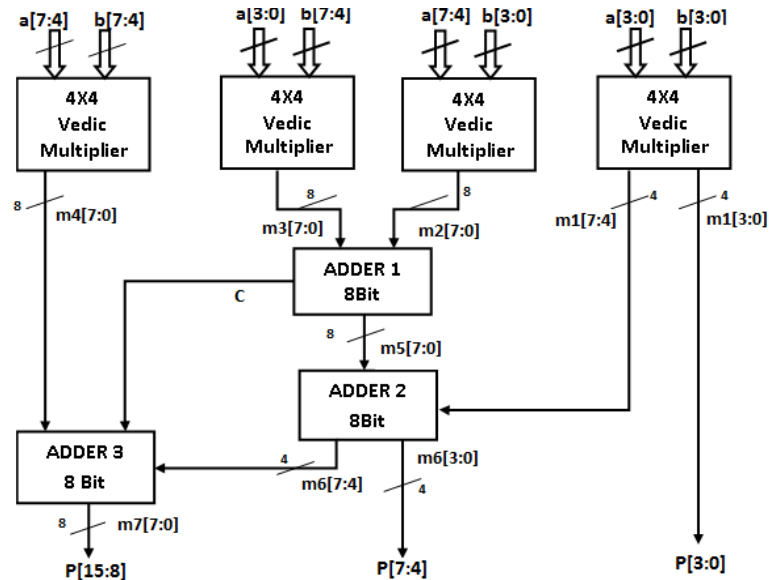 a[7:4] b[7:4] a[3:0] b[7:4] a[7:4] b[3:0] a[3:0] b[3:0]
4X4
Vedic
Multiplier
4X4
Vedic
Multiplier
4X4
Vedic
Multiplier
4X4
Vedic
Multiplier
8
m4[7:0]
8
m3[7:0]
8
m2[7:0]
4
m1[7:4]
4
m1[3:0]
ADDER 1
8Bit
C
8
m5[7:0]
ADDER 2
8Bit
ADDER 3
8 Bit
4
m6[7:4]
m6[3:0]
4
8
m7[7:0]
P[15:8]
P[7:4]
P[3:0]